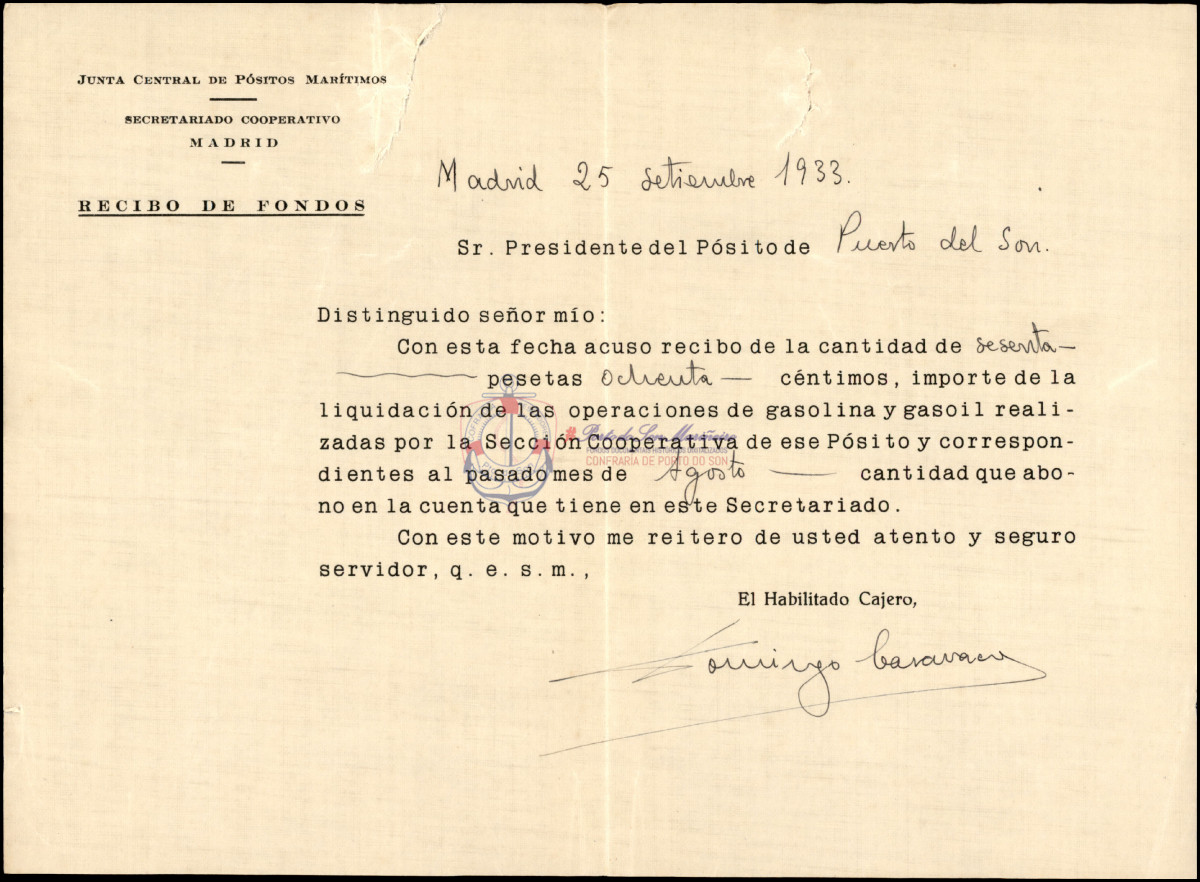 JUNTA CENTRAL DE PÓSITOS MARÍTIMOS
SECRETARIADO COOPERATIVO
MADRID
RECIBO DE FONDOS
Madrid 25 setiembre 1933.
Sr. Presidente del Pósito de Puerto del Son.
Distinguido señor mío:
Con esta fecha acuso recibo de la cantidad de sesenta—
pesetas ochenta— céntimos, importe de la
liquidación de las operaciones de gasolina y gasoil reali-
zadas por la Sección Cooperativa de ese Pósito y correspon-
dientes al pasado mes de Agosto — cantidad que abo-
no en la cuenta que tiene en este Secretariado.
Con este motivo me reitero de usted atento y seguro
servidor, q. e. s. m.,
El Habilitado Cajero,
Domingo Caravaca
# Porto do Son Mariñeiro
CONFRARÍA DE PORTO DO SON